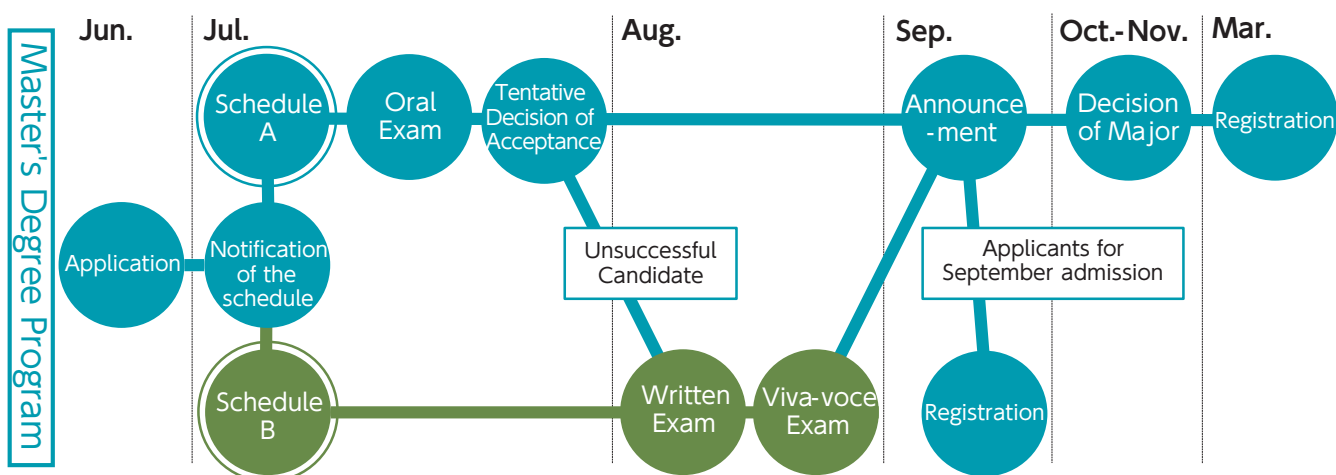 Master's Degree Program
Jun.
Jul.
Aug.
Sep.
Oct.-Nov.
Mar.
Schedule
A
Oral
Exam
Tentative
Decision of
Acceptance
Announce
-ment
Decision
of Major
Registration
Application
Notification
of the
schedule
Unsuccessful
Candidate
Applicants for
September admission
Schedule
B
Written
Exam
Viva-voce
Exam
Registration